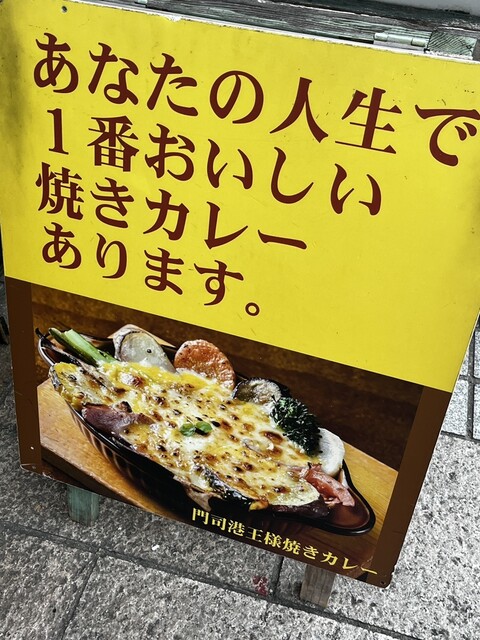 あなたの人生で
１番おいしい
焼きカレー
あります。
門司港王様焼きカレー